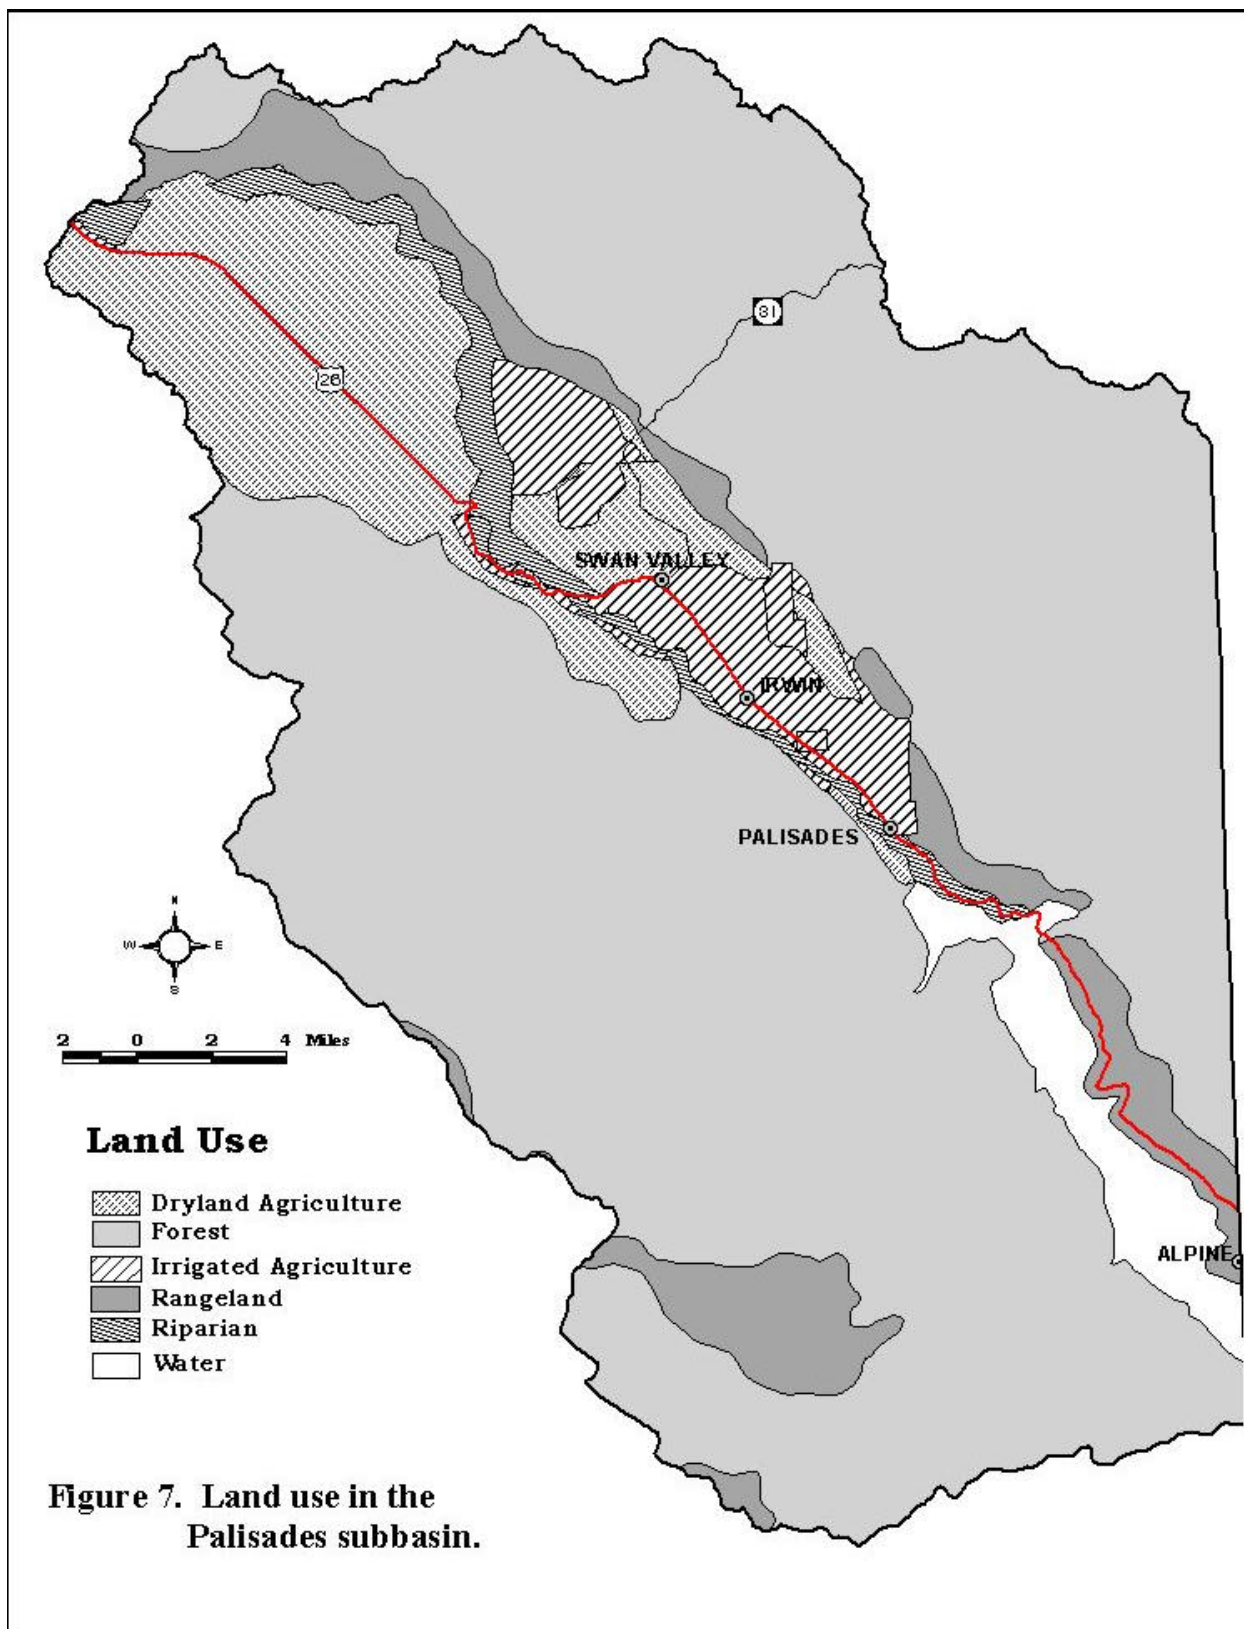 31
26
SWAN VALLEY
IRWIN
PALISADES
N
W E
S
2 0 2 4 Miles
Land Use
Dryland Agriculture
Forest
Irrigated Agriculture
Rangeland
Riparian
Water
ALPINE
Figure 7. Land use in the
Palisades subbasin.